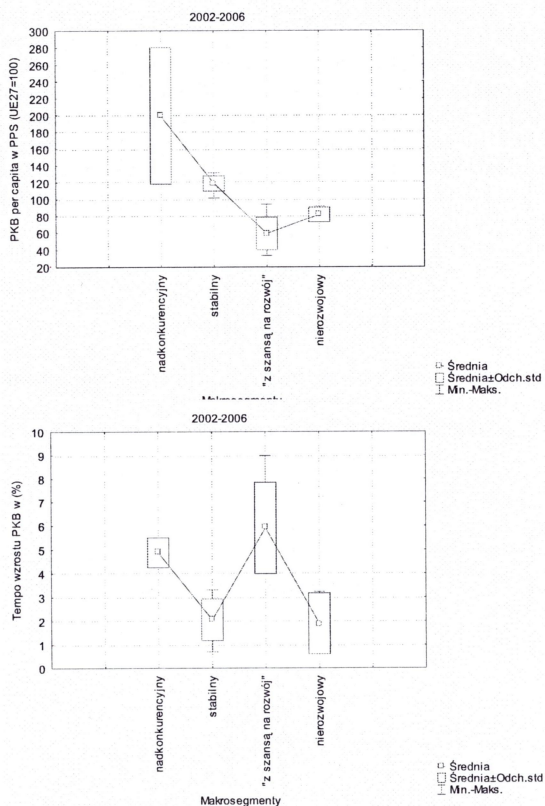 2002-2006
PKB per capita w PPS (UE27=100)
300
280
260
240
220
200
180
160
140
120
100
80
60
40
20
nadkonkurencyjny
stabilny
"z szansą na rozwój"
nierozwojowy
Makrosegmenty
Średnia
Średnia±Odch.std
Min.-Maks.
2002-2006
Tempo wzrostu PKB w (%)
10
9
8
7
6
5
4
3
2
1
0
nadkonkurencyjny
stabilny
"z szansą na rozwój"
nierozwojowy
Makrosegmenty
Średnia
Średnia±Odch.std
Min.-Maks.